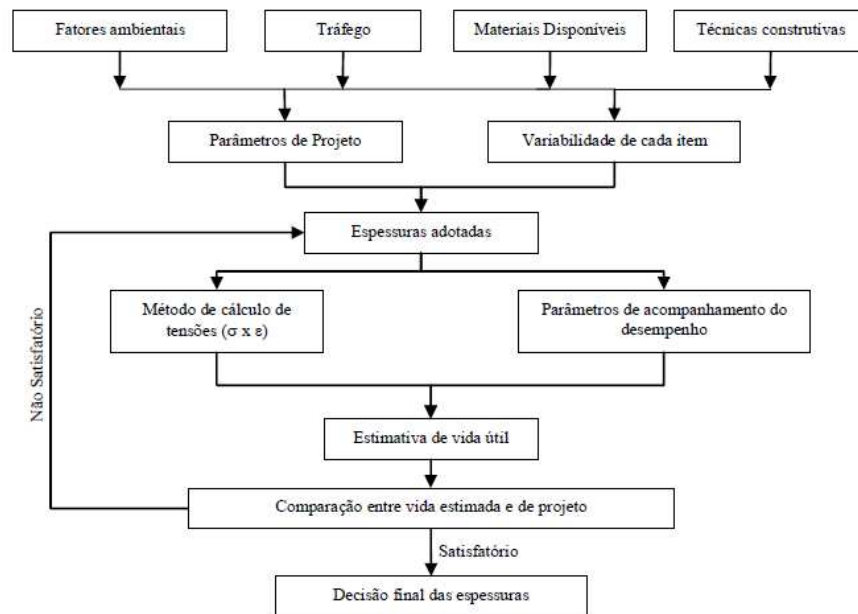 Fatores ambientais
Tráfego
Materiais Disponíveis
Técnicas construtivas
Parâmetros de Projeto
Variabilidade de cada item
Espessuras adotadas
Método de cálculo de
tensões (σ x ε)
Parâmetros de acompanhamento do
desempenho
Não Satisfatório
Estimativa de vida útil
Comparação entre vida estimada e de projeto
Satisfatório
Decisão final das espessuras